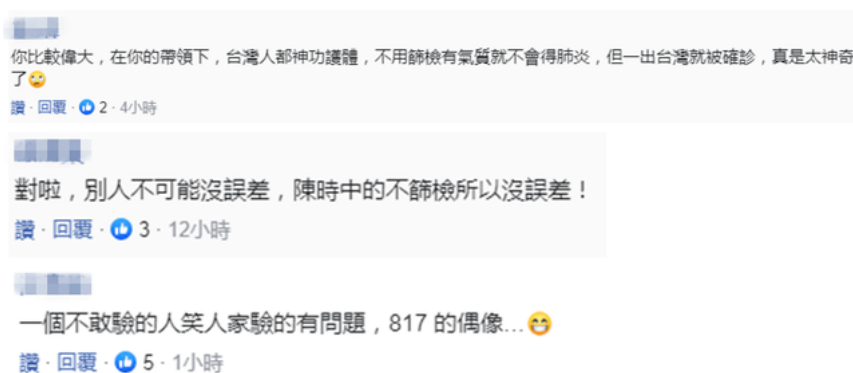 你比較偉大，在你的帶領下，台灣人都神功護體，不用篩檢有氣質就不會得肺炎，但一出台灣就被確診，真是太神奇
了🙄
讚 · 回覆 · 2 · 4小時
對啦，別人不可能沒誤差，陳時中的不篩檢所以沒誤差！
讚 · 回覆 · 3 · 12小時
一個不敢驗的人笑人家驗的有問題，817 的偶像...😁
讚 · 回覆 · 5 · 1小時